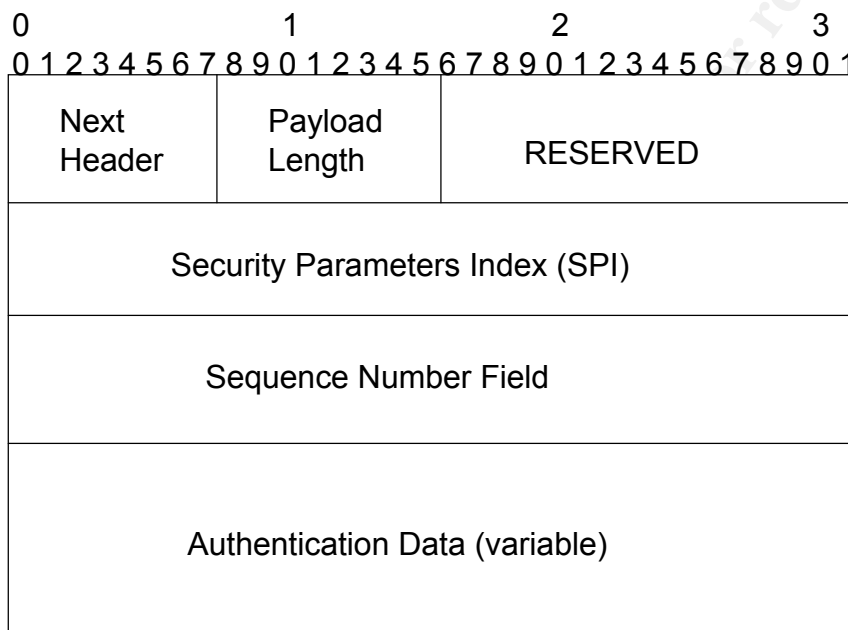 0 1 2 3
0 1 2 3 4 5 6 7 8 9 0 1 2 3 4 5 6 7 8 9 0 1 2 3 4 5 6 7 8 9 0 1
Next
Header
Payload
Length
RESERVED
Security Parameters Index (SPI)
Sequence Number Field
Authentication Data (variable)